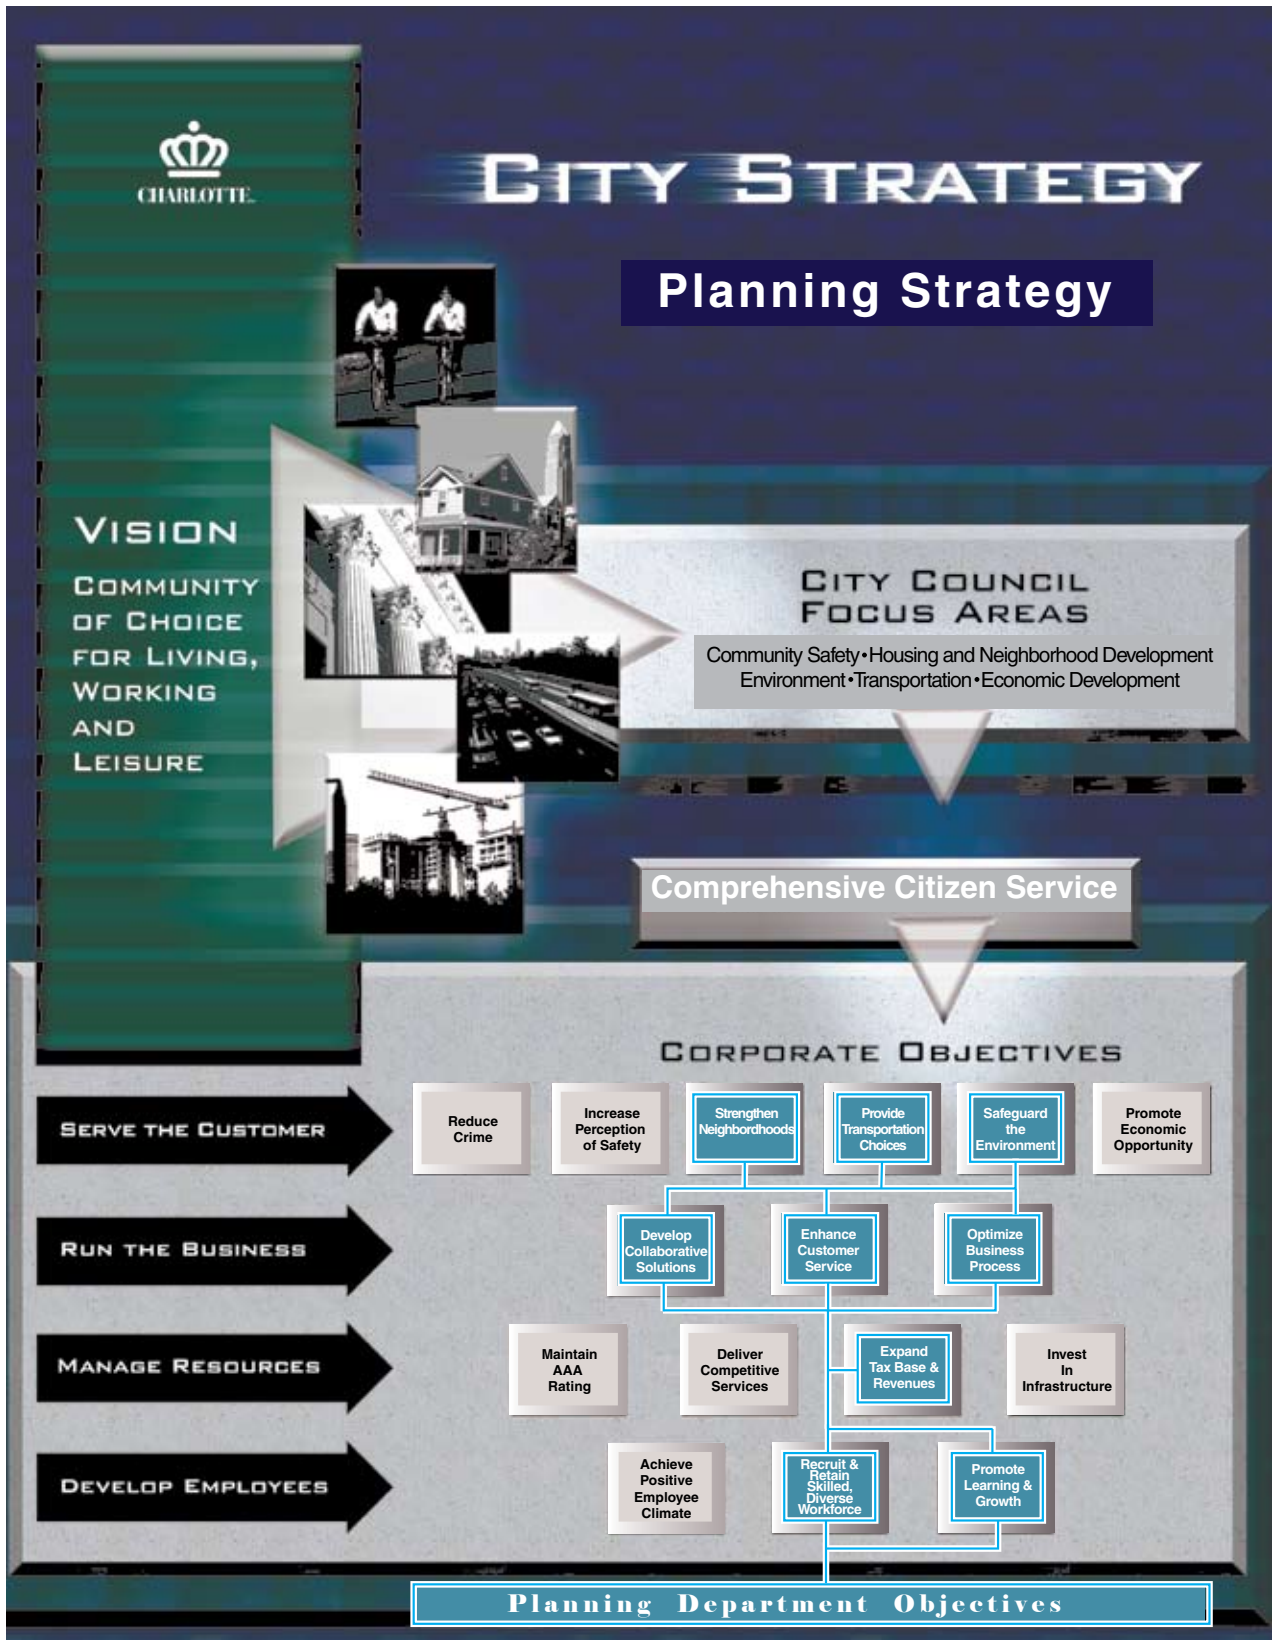 CHARLOTTE.
CITY STRATEGY
Planning Strategy
VISION
COMMUNITY
OF CHOICE
FOR LIVING,
WORKING
AND
LEISURE
CITY COUNCIL
FOCUS AREAS
Community Safety•Housing and Neighborhood Development
Environment•Transportation•Economic Development
Comprehensive Citizen Service
CORPORATE OBJECTIVES
SERVE THE CUSTOMER
Reduce
Crime
Increase
Perception
of Safety
Strengthen
Neighbordhoods
Provide
Transportation
Choices
Safeguard
the
Environment
Promote
Economic
Opportunity
RUN THE BUSINESS
Develop
Collaborative
Solutions
Enhance
Customer
Service
Optimize
Business
Process
MANAGE RESOURCES
Maintain
AAA
Rating
Deliver
Competitive
Services
Expand
Tax Base &
Revenues
Invest
In
Infrastructure
DEVELOP EMPLOYEES
Achieve
Positive
Employee
Climate
Recruit &
Retain
Skilled,
Diverse
Workforce
Promote
Learning &
Growth
Planning Department Objectives